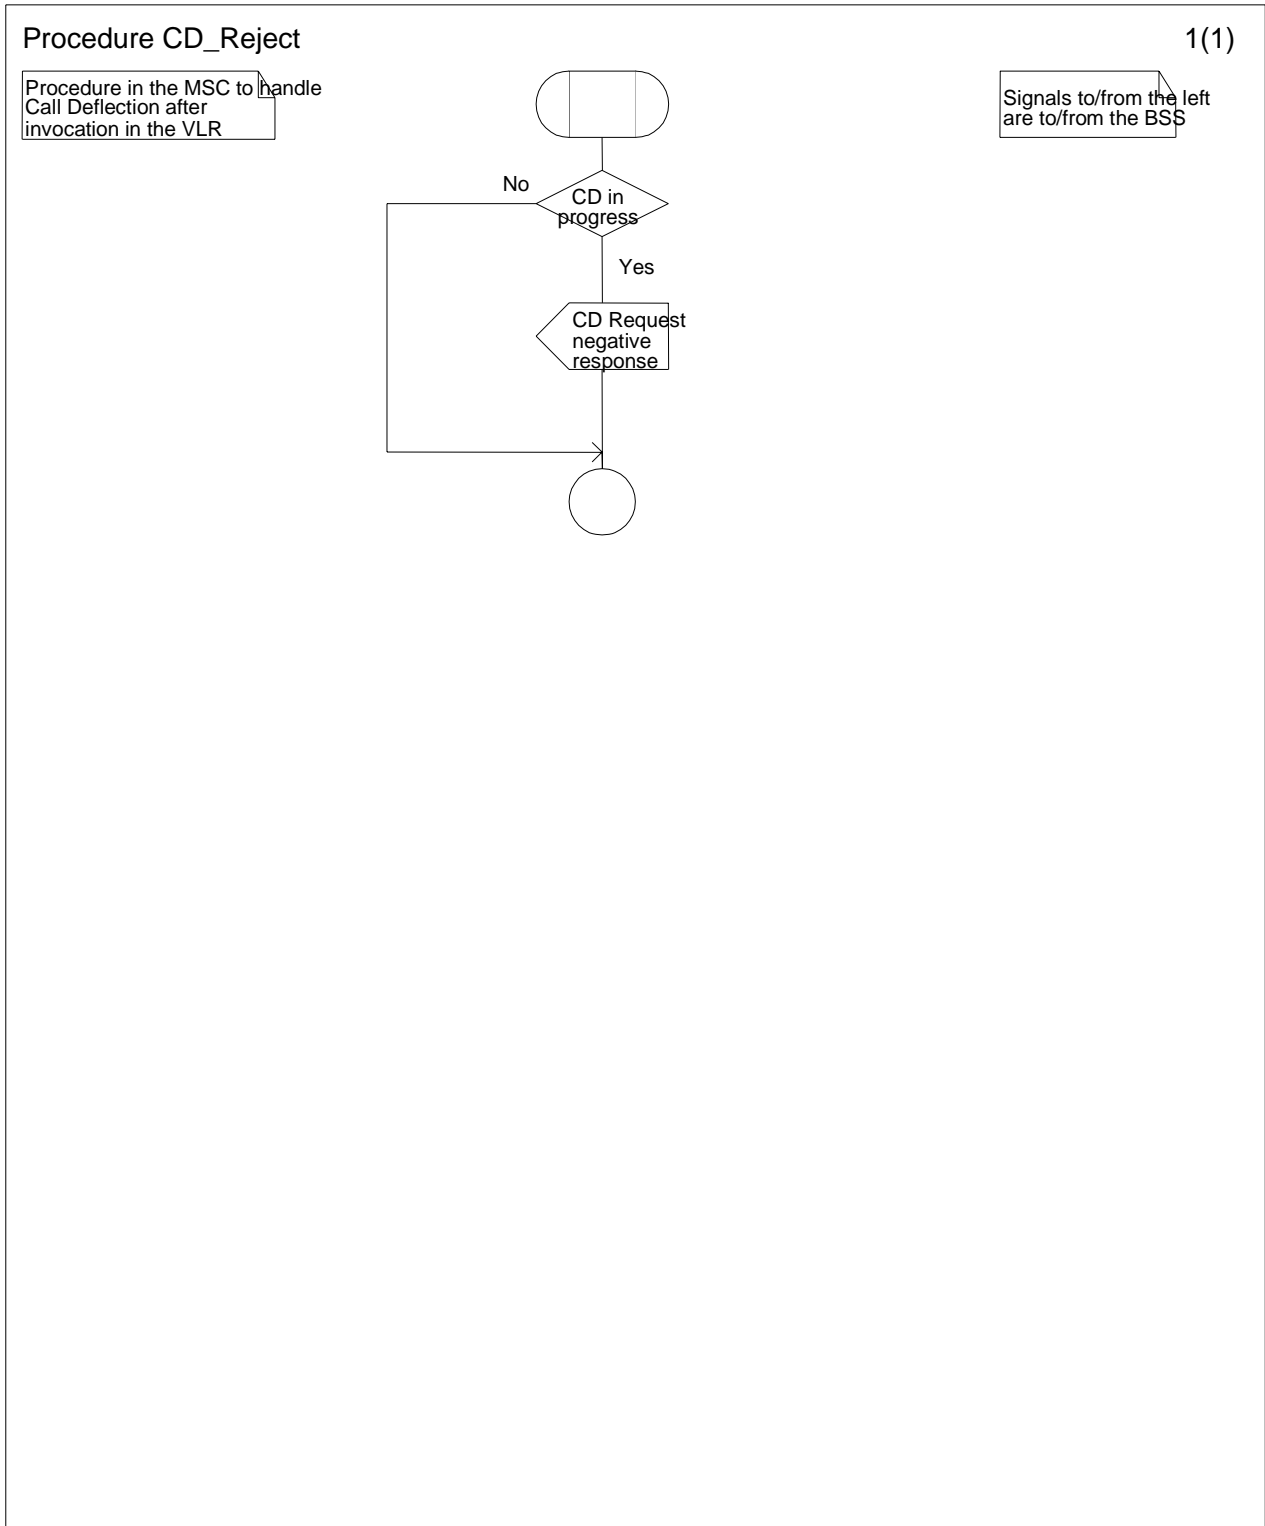 Procedure CD_Reject
1(1)
Procedure in the MSC to handle
Call Deflection after
invocation in the VLR
Signals to/from the left
are to/from the BSS
No
CD in
progress
Yes
CD Request
negative
response